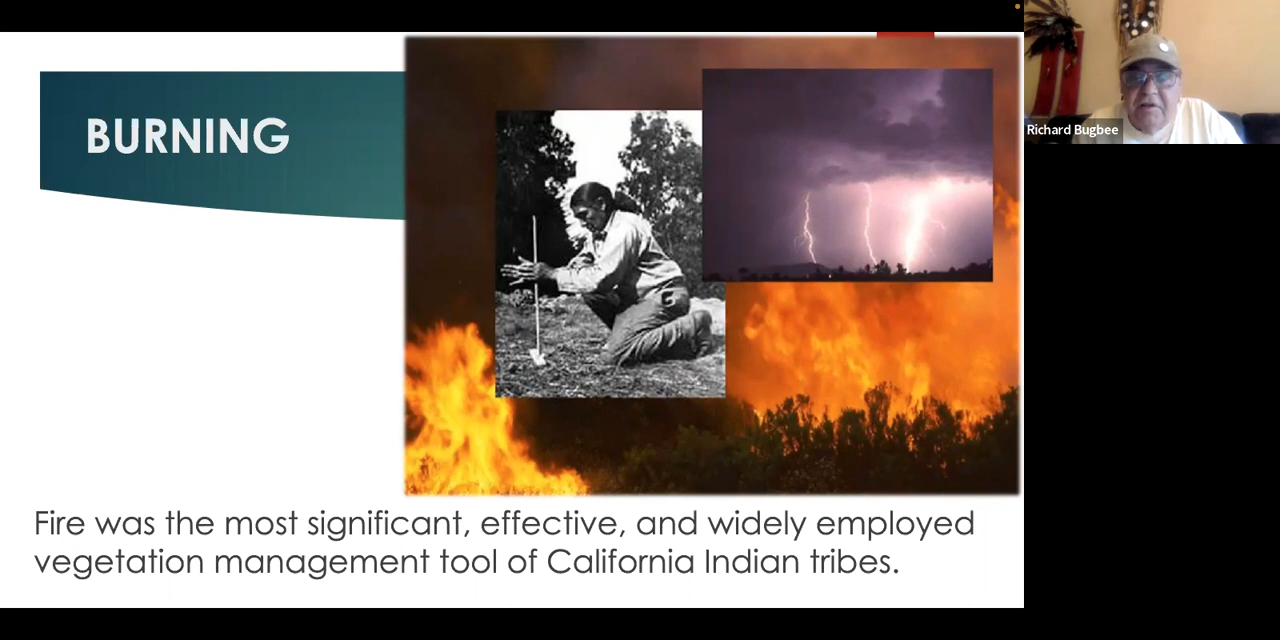 BURNING
Richard Bugbee
Fire was the most significant, effective, and widely employed
vegetation management tool of California Indian tribes.